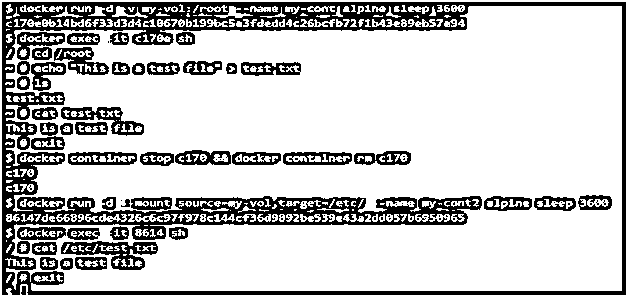 $ docker run -d -v my-vol:/root --name my-cont alpine sleep 3600
c170e0b14bd6f33d3d4c10670b199bc5a3fdedd4c26bcfb72f1b43e89eb57e94
$ docker exec -it c170e sh
/ # cd /root
~ # echo "This is a test file" > test.txt
~ # ls
test.txt
~ # cat test.txt
This is a test file
~ # exit
$ docker container stop c170 && docker container rm c170
c170
c170
$ docker run -d --mount source=my-vol,target=/etc/ --name my-cont2 alpine sleep 3600
86147de66896cde4326c6c97f978c144cf36d9892be539e43a2dd057b6950965
$ docker exec -it 8614 sh
/ # cat /etc/test.txt
This is a test file
/ # exit
$